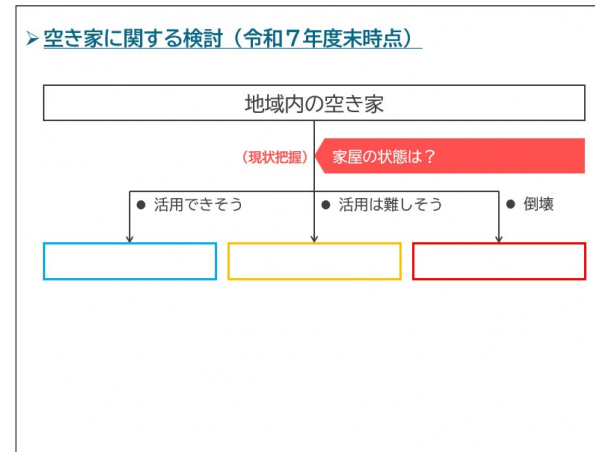 ➢ 空き家に関する検討（令和７年度末時点）
地域内の空き家
（現状把握） 家屋の状態は？
● 活用できそう ● 活用は難しそう ● 倒壊